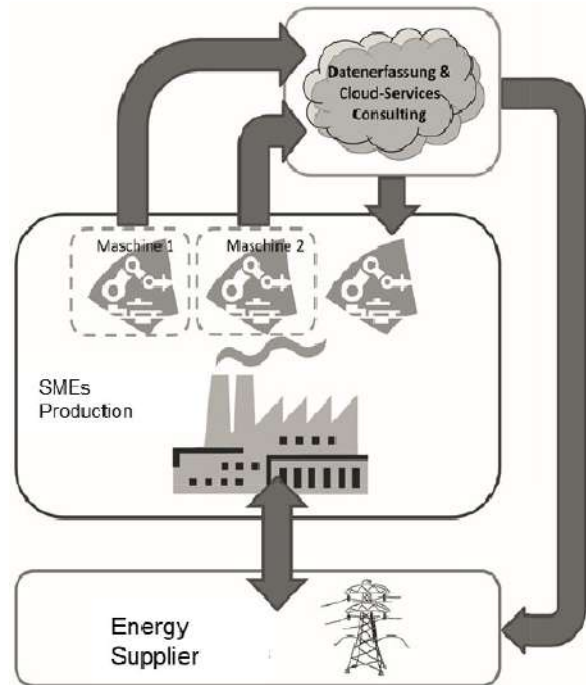 Datenerfassung &
Cloud-Services
Consulting
Maschine 1
Maschine 2
SMEs
Production
Energy
Supplier